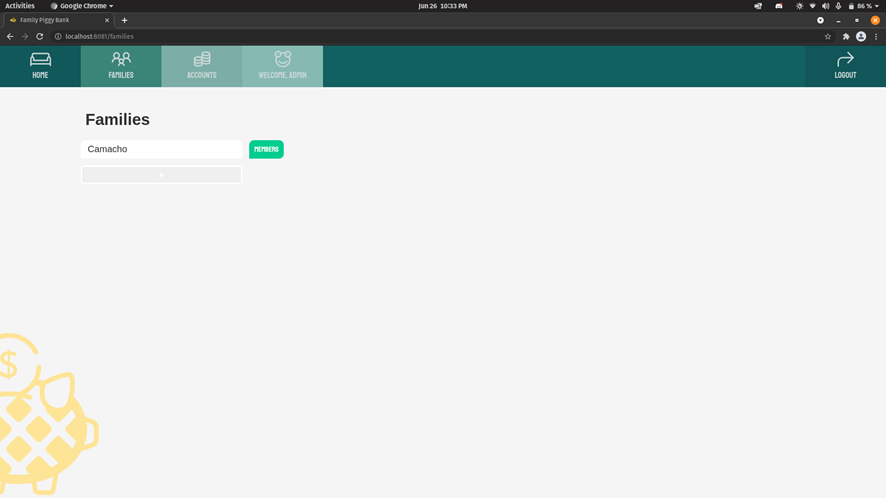 Activities Google Chrome Jun 26 10:33 PM 86 %
Family Piggy Bank
localhost:8081/families
HOME FAMILIES ACCOUNTS WELCOME, ADMIN LOGOUT
Families
Camacho MEMBERS
+
$